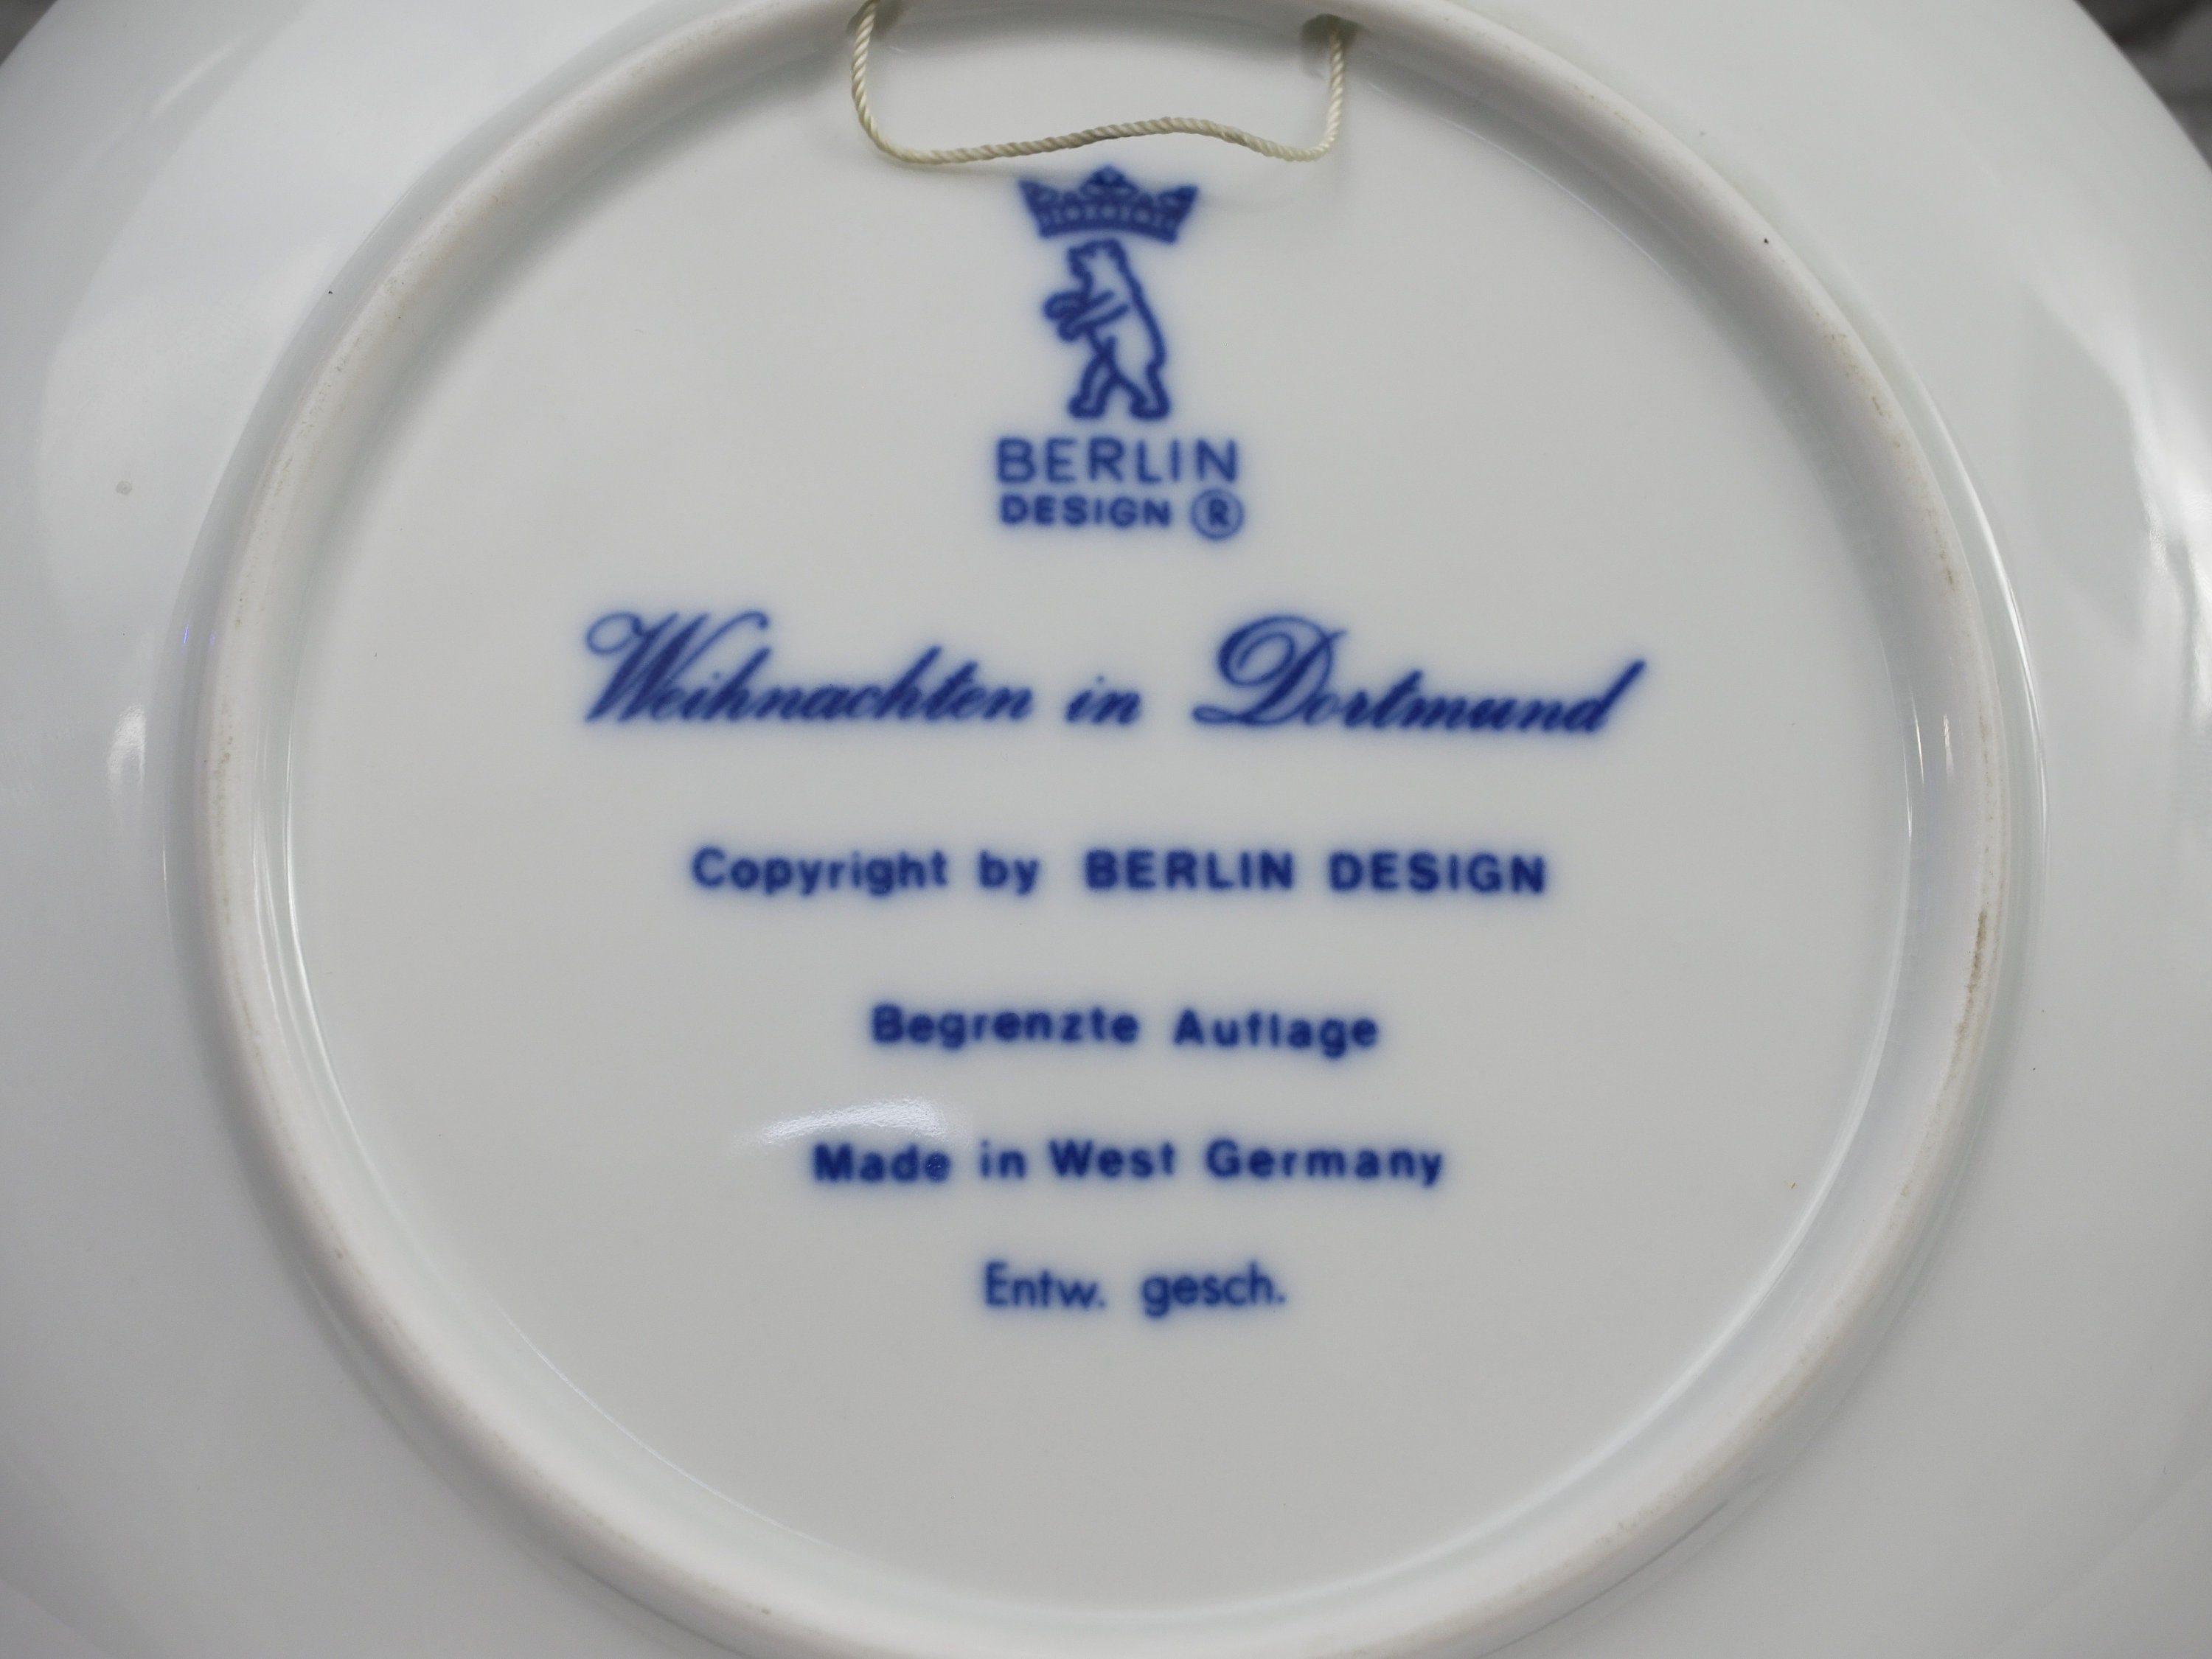 BERLIN
DESIGN ®
Weihnachten in Dortmund
Copyright by BERLIN DESIGN
Begrenzte Auflage
Made in West Germany
Entw. gesch.